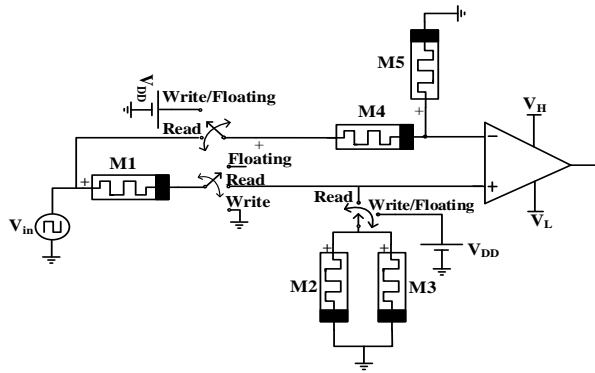 M5
V_DD
Write/Floating
V_H
M4
Read
+
+
−
Floating
M1
+
Read
+
Write
Read
Write/Floating
V_in
V_L
V_DD
+
+
M2
M3